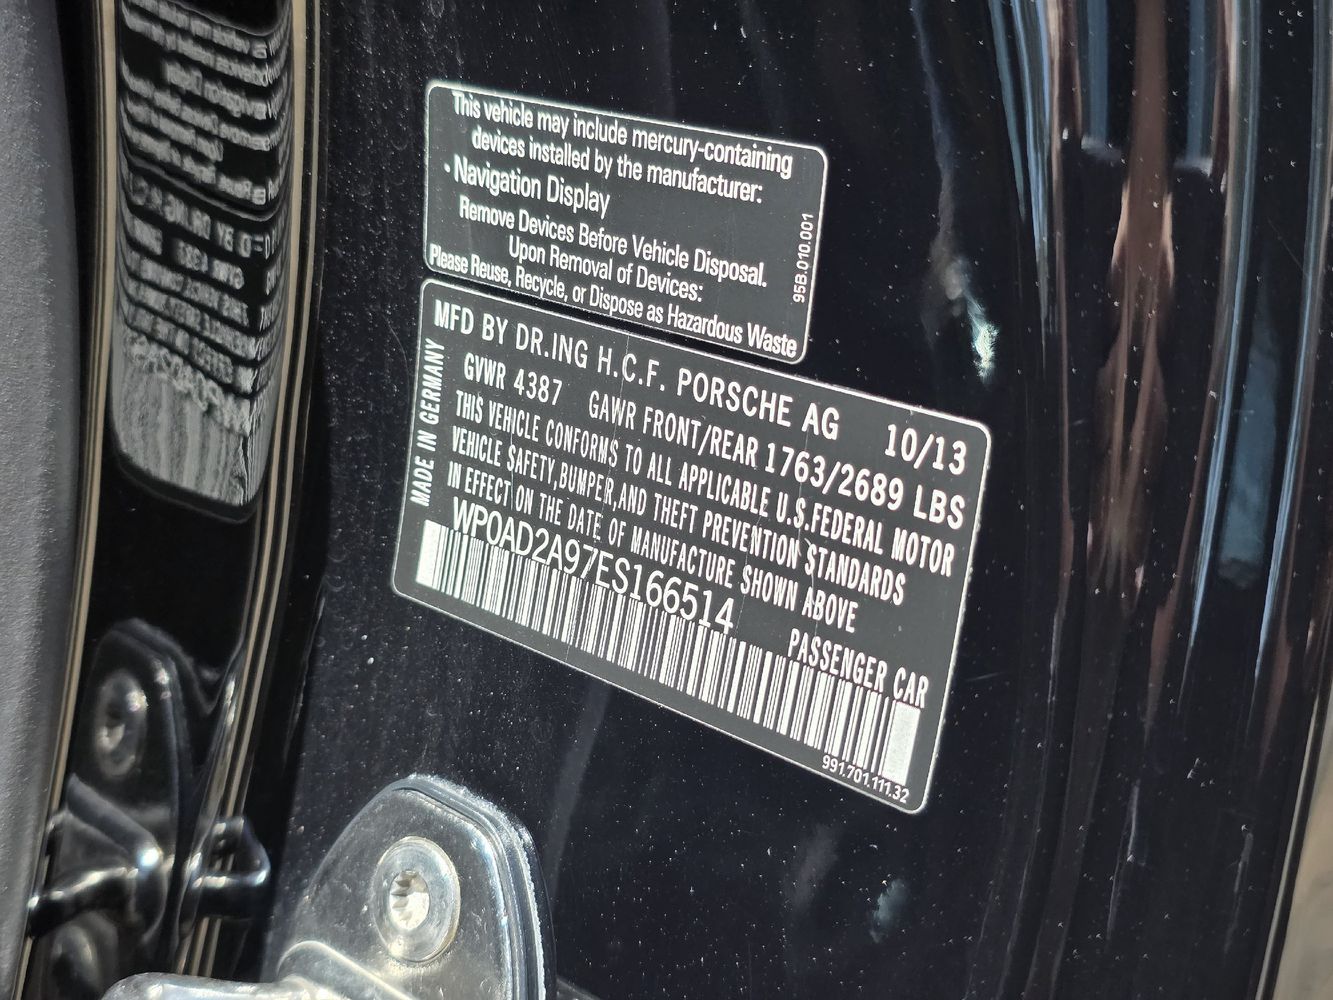 This vehicle may include mercury-containing
devices installed by the manufacturer:
• Navigation Display
Remove Devices Before Vehicle Disposal.
Upon Removal of Devices:
Please Reuse, Recycle, or Dispose as Hazardous Waste
95B.010.001
MFD BY DR.ING H.C.F. PORSCHE AG 10/13
GVWR 4387 GAWR FRONT/REAR 1763/2689 LBS
THIS VEHICLE CONFORMS TO ALL APPLICABLE U.S.FEDERAL MOTOR
VEHICLE SAFETY,BUMPER,AND THEFT PREVENTION STANDARDS
IN EFFECT ON THE DATE OF MANUFACTURE SHOWN ABOVE
WP0AD2A97ES166514 PASSENGER CAR
MADE IN GERMANY
991.701.111.32